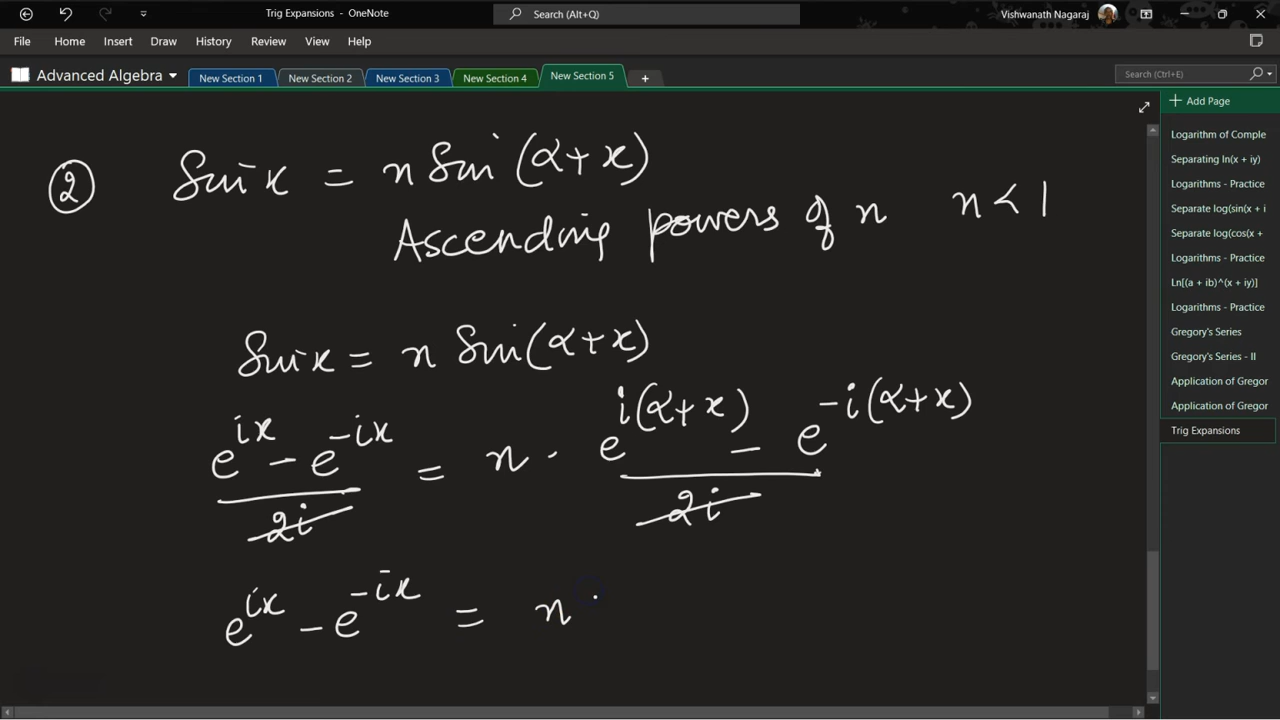 Trig Expansions - OneNote
Search (Alt+Q)
Vishwanath Nagaraj
File Home Insert Draw History Review View Help
Advanced Algebra
New Section 1 New Section 2 New Section 3 New Section 4 New Section 5 +
Search (Ctrl+E)
+ Add Page
Logarithm of Comple
Separating ln(x + iy)
Logarithms - Practice
Separate log(sin(x + i
Separate log(cos(x +
Logarithms - Practice
Ln[(a + ib)^(x + iy)]
Logarithms - Practice
Gregory's Series
Gregory's Series - II
Application of Gregor
Application of Gregor
Trig Expansions
② Sin x = n Sin (α + x)
Ascending powers of n n < 1
Sin x = n Sin (α + x)
(e^{ix} - e^{-ix}) / 2i = n · (e^{i(α+x)} - e^{-i(α+x)}) / 2i
e^{ix} - e^{-ix} = n ·